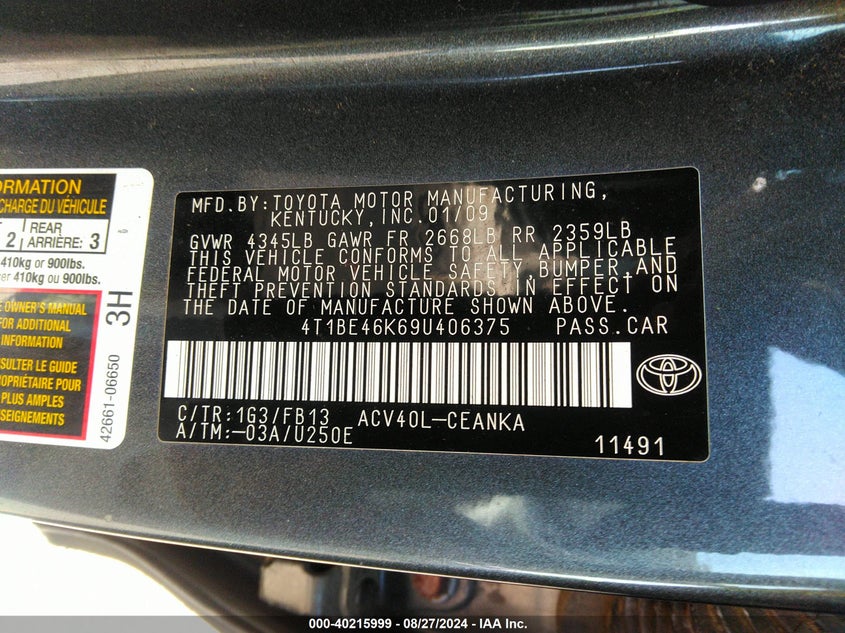 ORMATION
CHARGE DU VÉHICULE
2 REAR ARRIÈRE: 3
410kg or 900lbs.
er 410kg ou 900lbs.
E OWNER'S MANUAL
FOR ADDITIONAL
INFORMATION
SULTER LE GUIDE
OPRIÉTAIRE POUR
PLUS AMPLES
SEIGNEMENTS
42661-06650 3H
MFD.BY:TOYOTA MOTOR MANUFACTURING,
KENTUCKY,INC.01/09
GVWR 4345LB GAWR FR 2668LB RR 2359LB
THIS VEHICLE CONFORMS TO ALL APPLICABLE
FEDERAL MOTOR VEHICLE SAFETY,BUMPER,AND
THEFT PREVENTION STANDARDS IN EFFECT ON
THE DATE OF MANUFACTURE SHOWN ABOVE.
4T1BE46K69U406375 PASS.CAR
C/TR:1G3/FB13 ACV40L-CEANKA
A/TM:-03A/U250E
11491
000-40215999 - 08/27/2024 - IAA Inc.